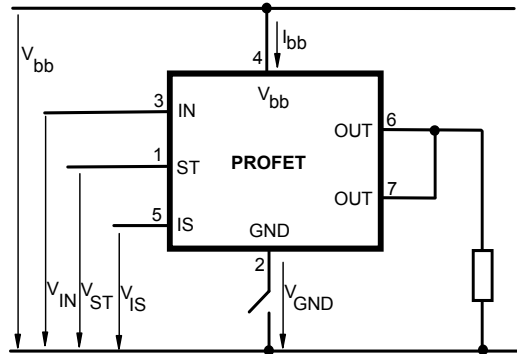 V bb
I bb
4
V bb
3
IN
6
OUT
1
ST
PROFET
7
OUT
5
IS
GND
2
V IN
V ST
V IS
V GND